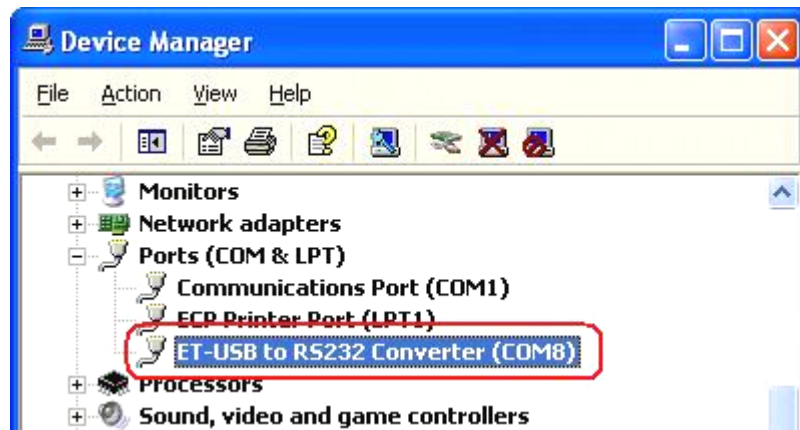 Device Manager
File Action View Help
Monitors
Network adapters
Ports (COM & LPT)
Communications Port (COM1)
ECP Printer Port (LPT1)
ET-USB to RS232 Converter (COM8)
Processors
Sound, video and game controllers